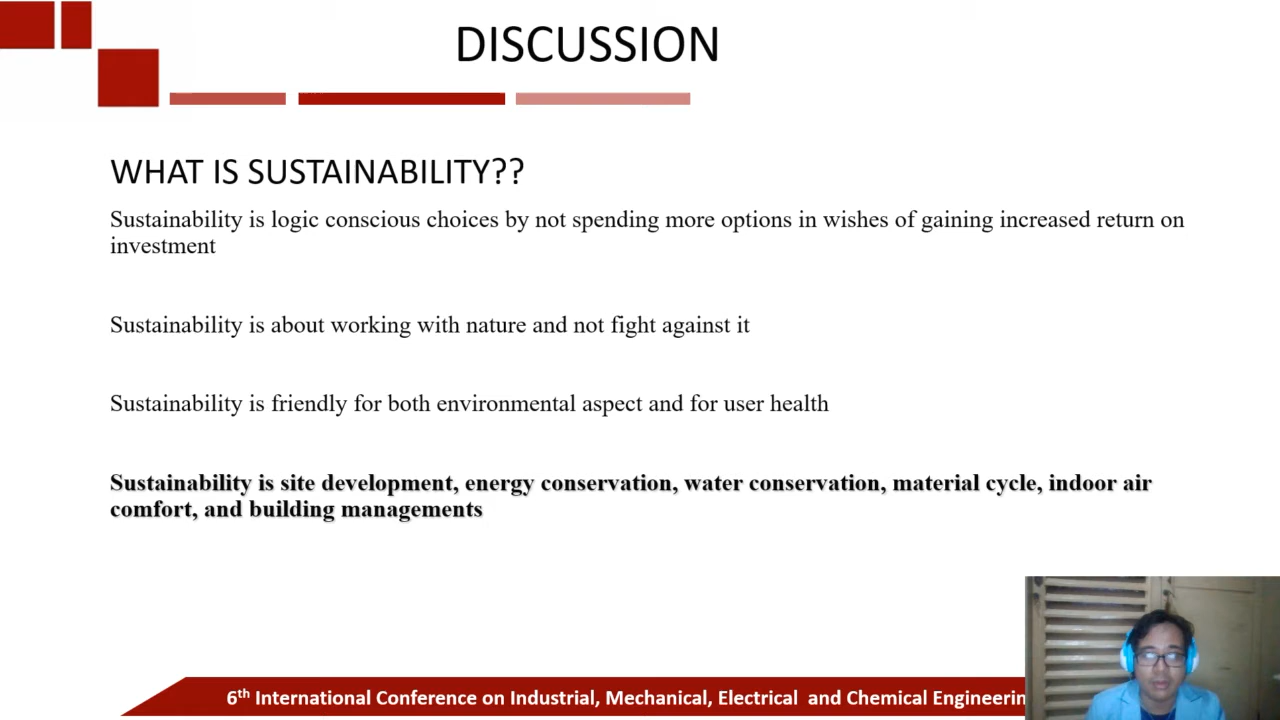 DISCUSSION
WHAT IS SUSTAINABILITY??
Sustainability is logic conscious choices by not spending more options in wishes of gaining increased return on
investment
Sustainability is about working with nature and not fight against it
Sustainability is friendly for both environmental aspect and for user health
Sustainability is site development, energy conservation, water conservation, material cycle, indoor air
comfort, and building managements
6th International Conference on Industrial, Mechanical, Electrical and Chemical Engineerin